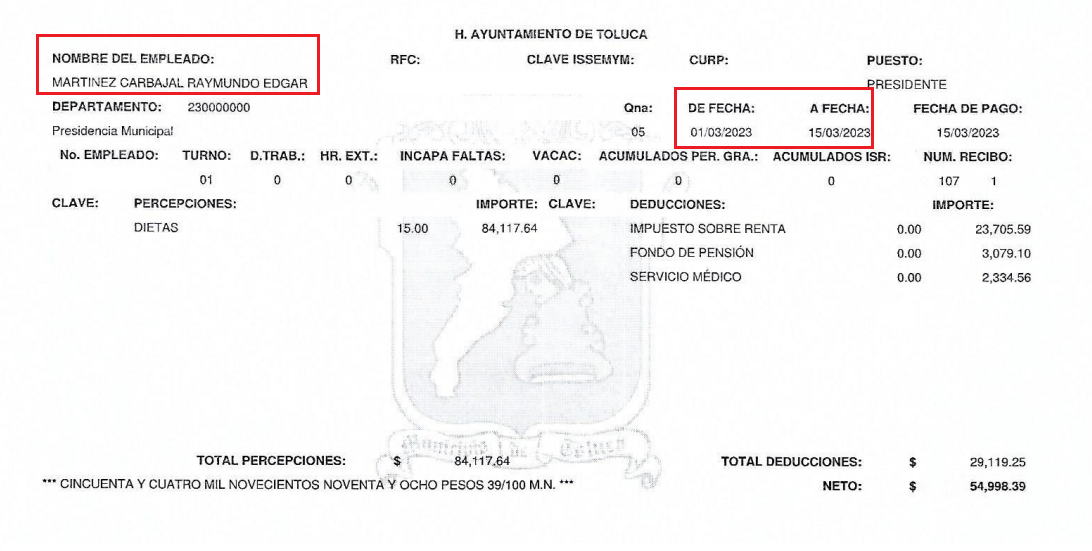 H. AYUNTAMIENTO DE TOLUCA
NOMBRE DEL EMPLEADO: RFC: CLAVE ISSEMYM: CURP: PUESTO:
MARTINEZ CARBAJAL RAYMUNDO EDGAR PRESIDENTE
DEPARTAMENTO: 230000000 Qna: DE FECHA: A FECHA: FECHA DE PAGO:
Presidencia Municipal 05 01/03/2023 15/03/2023 15/03/2023
No. EMPLEADO: TURNO: D.TRAB.: HR. EXT.: INCAPA FALTAS: VACAC: ACUMULADOS PER. GRA.: ACUMULADOS ISR: NUM. RECIBO:
01 0 0 0 0 0 0 107 1
CLAVE: PERCEPCIONES: IMPORTE: CLAVE: DEDUCCIONES: IMPORTE:
DIETAS 15.00 84,117.64 IMPUESTO SOBRE RENTA 0.00 23,705.59
FONDO DE PENSIÓN 0.00 3,079.10
SERVICIO MÉDICO 0.00 2,334.56
Municipio de Toluca
TOTAL PERCEPCIONES: $ 84,117.64 TOTAL DEDUCCIONES: $ 29,119.25
*** CINCUENTA Y CUATRO MIL NOVECIENTOS NOVENTA Y OCHO PESOS 39/100 M.N. *** NETO: $ 54,998.39